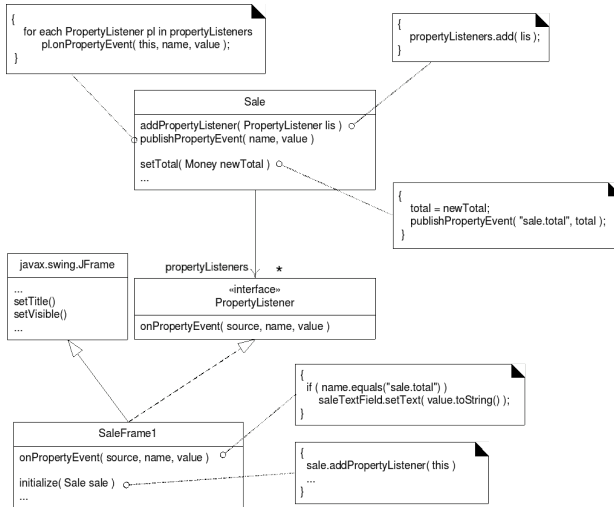 {
for each PropertyListener pl in propertyListeners
pl.onPropertyEvent( this, name, value );
}
{
propertyListeners.add( lis );
}
Sale
addPropertyListener( PropertyListener lis )
publishPropertyEvent( name, value )
setTotal( Money newTotal )
...
{
total = newTotal;
publishPropertyEvent( "sale.total", total );
}
javax.swing.JFrame
...
setTitle()
setVisible()
...
propertyListeners
*
«interface»
PropertyListener
onPropertyEvent( source, name, value )
{
if ( name.equals("sale.total") )
saleTextField.setText( value.toString() );
}
SaleFrame1
onPropertyEvent( source, name, value )
initialize( Sale sale )
...
{
sale.addPropertyListener( this )
...
}